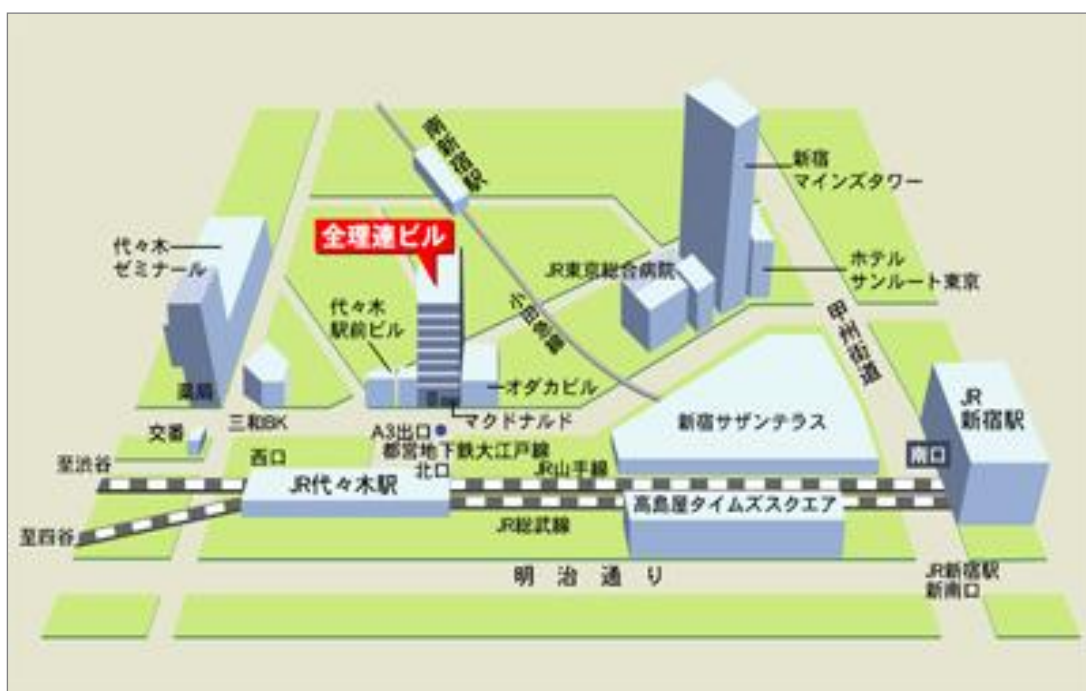 南新宿駅
新宿
マインズタワー
全理連ビル
代々木
ゼミナール
JR東京総合病院
ホテル
サンルート東京
代々木
駅前ビル
小田急線
甲州街道
オダカビル
薬局
JR
新宿駅
三和BK
マクドナルド
新宿サザンテラス
交番
A3出口
都営地下鉄大江戸線
西口
北口
南口
至渋谷
JR山手線
JR代々木駅
高島屋タイムズスクエア
至四谷
JR総武線
明治通り
JR新宿駅
新南口